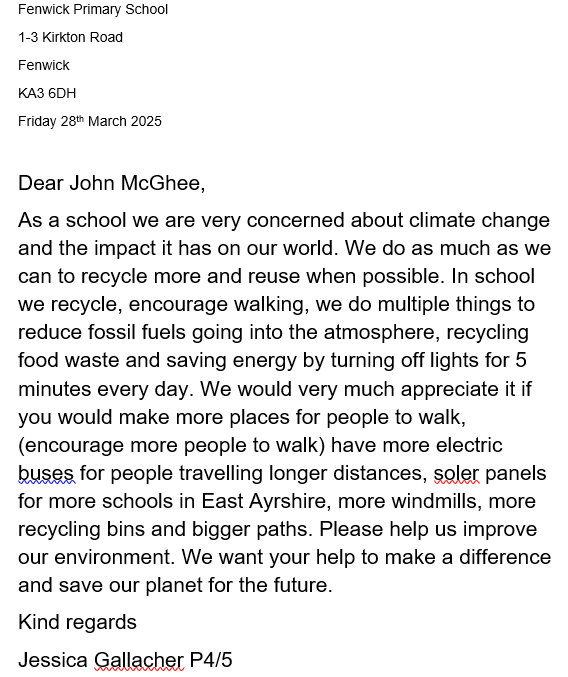 Fenwick Primary School
1-3 Kirkton Road
Fenwick
KA3 6DH
Friday 28th March 2025
Dear John McGhee,
As a school we are very concerned about climate change
and the impact it has on our world. We do as much as we
can to recycle more and reuse when possible. In school
we recycle, encourage walking, we do multiple things to
reduce fossil fuels going into the atmosphere, recycling
food waste and saving energy by turning off lights for 5
minutes every day. We would very much appreciate it if
you would make more places for people to walk,
(encourage more people to walk) have more electric
buses for people travelling longer distances, soler panels
for more schools in East Ayrshire, more windmills, more
recycling bins and bigger paths. Please help us improve
our environment. We want your help to make a difference
and save our planet for the future.
Kind regards
Jessica Gallacher P4/5